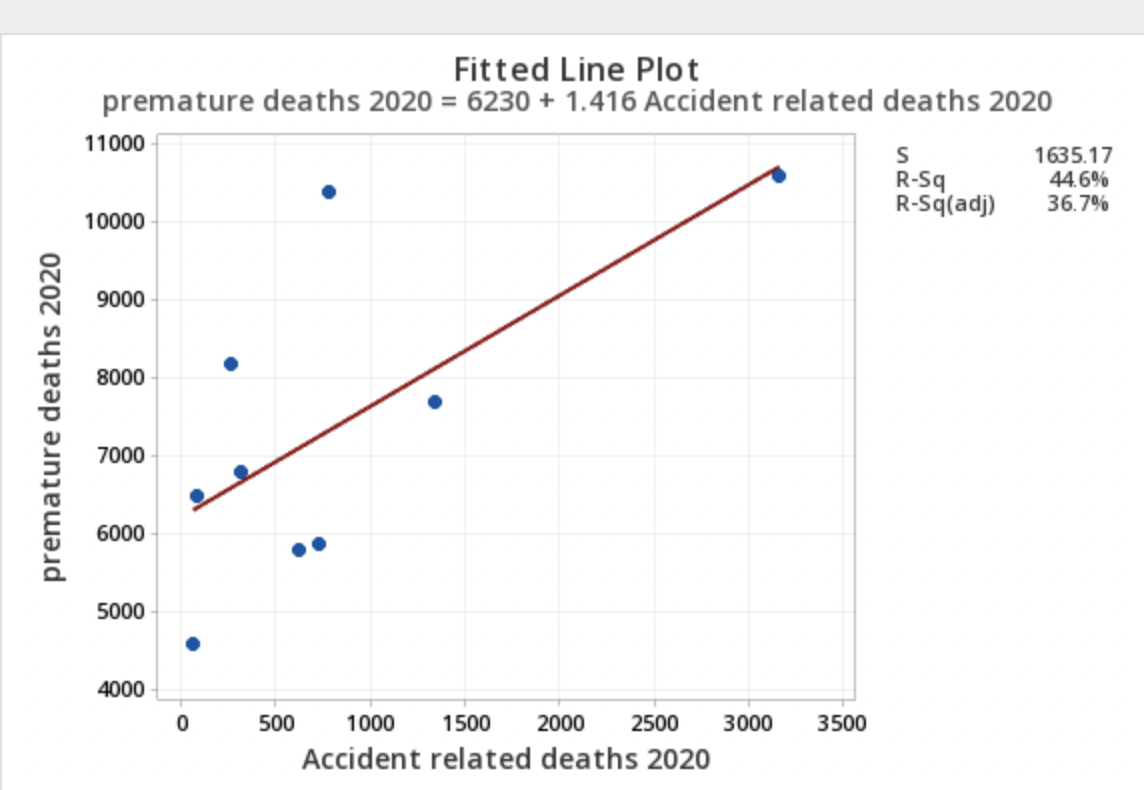 Fitted Line Plot
premature deaths 2020 = 6230 + 1.416 Accident related deaths 2020
S 1635.17
R-Sq 44.6%
R-Sq(adj) 36.7%
11000
10000
9000
8000
7000
6000
5000
4000
premature deaths 2020
0 500 1000 1500 2000 2500 3000 3500
Accident related deaths 2020